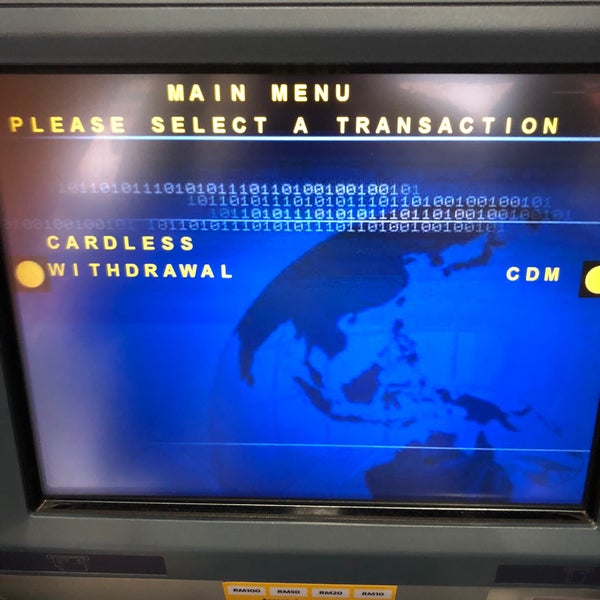 MAIN MENU
PLEASE SELECT A TRANSACTION
CARDLESS
WITHDRAWAL
CDM
RM100 RM50 RM20 RM10